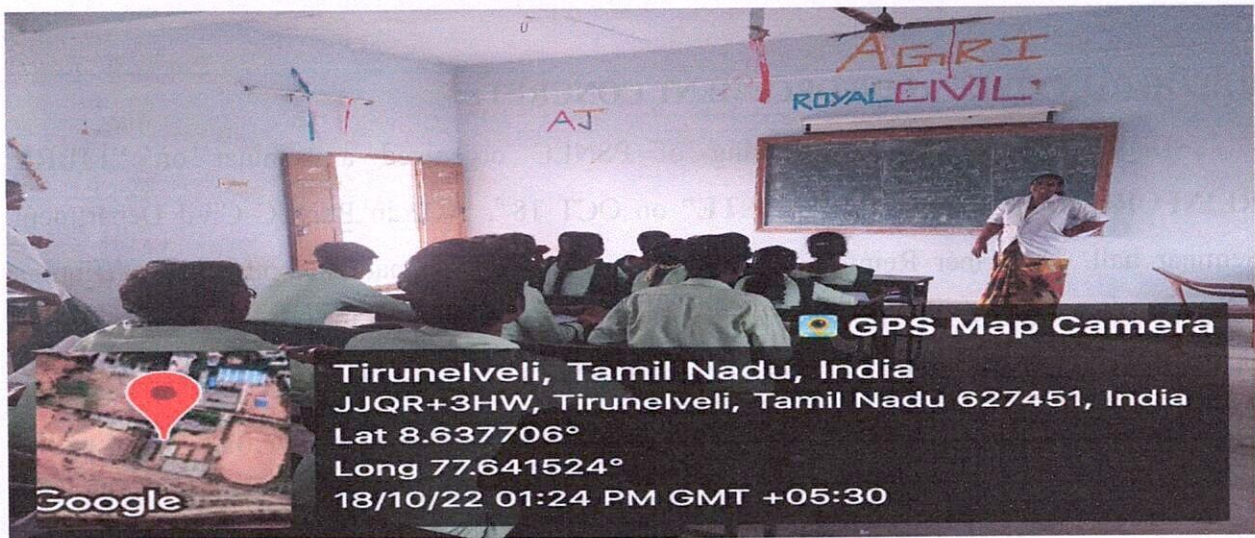 AGRI
ROYAL CIVIL
AJ
GPS Map Camera
Tirunelveli, Tamil Nadu, India
JJQR+3HW, Tirunelveli, Tamil Nadu 627451, India
Lat 8.637706°
Long 77.641524°
18/10/22 01:24 PM GMT +05:30
Google